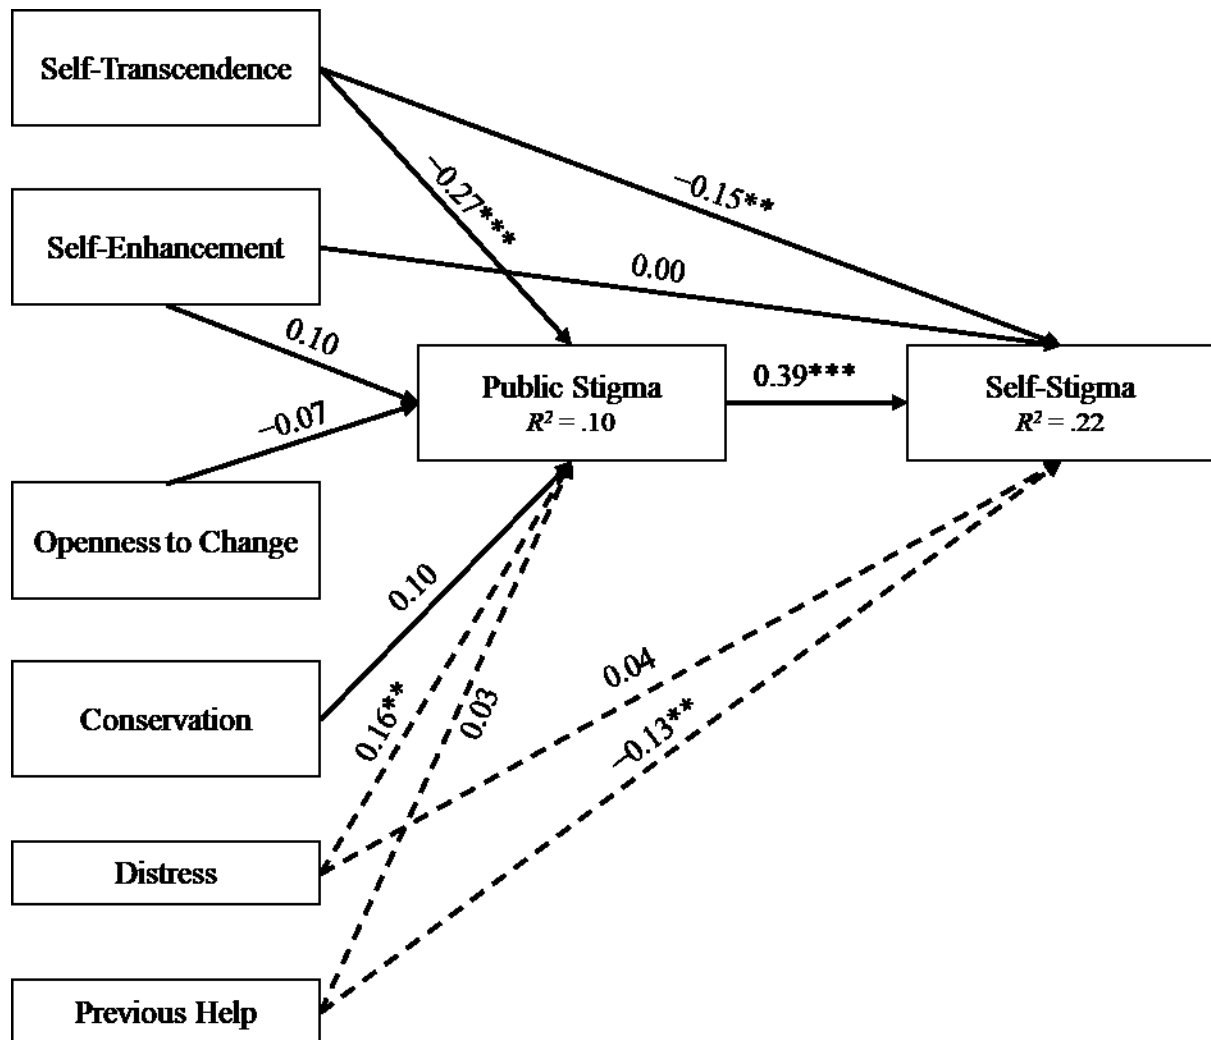 Self-Transcendence
−0.27***
−0.15**
Self-Enhancement
0.00
0.10
Public Stigma
R² = .10
0.39***
Self-Stigma
R² = .22
−0.07
Openness to Change
0.10
Conservation
0.16**
0.03
0.04
−0.13**
Distress
Previous Help